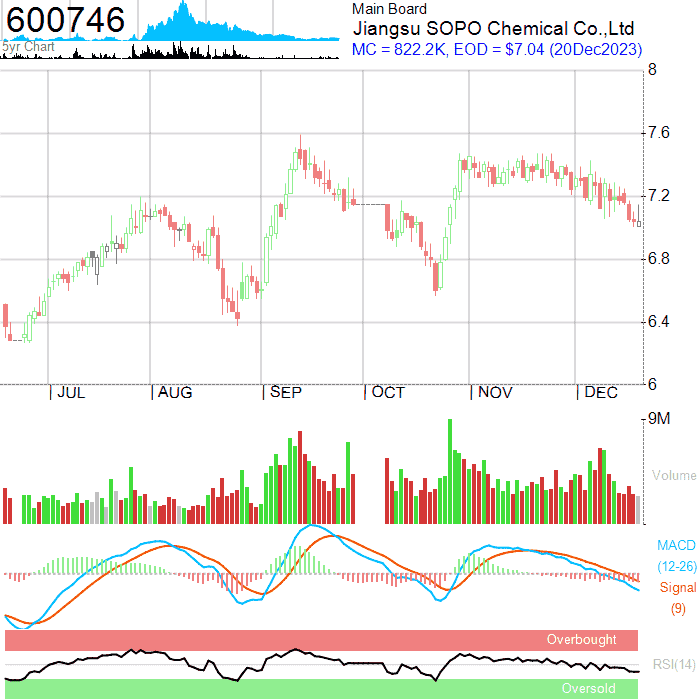 600746
5yr Chart
Main Board
Jiangsu SOPO Chemical Co.,Ltd
MC = 822.2K, EOD = $7.04 (20Dec2023)
8
7.6
7.2
6.8
6.4
6
JUL AUG SEP OCT NOV DEC
9M
Volume
MACD
(12-26)
Signal
(9)
Overbought
RSI(14)
Oversold